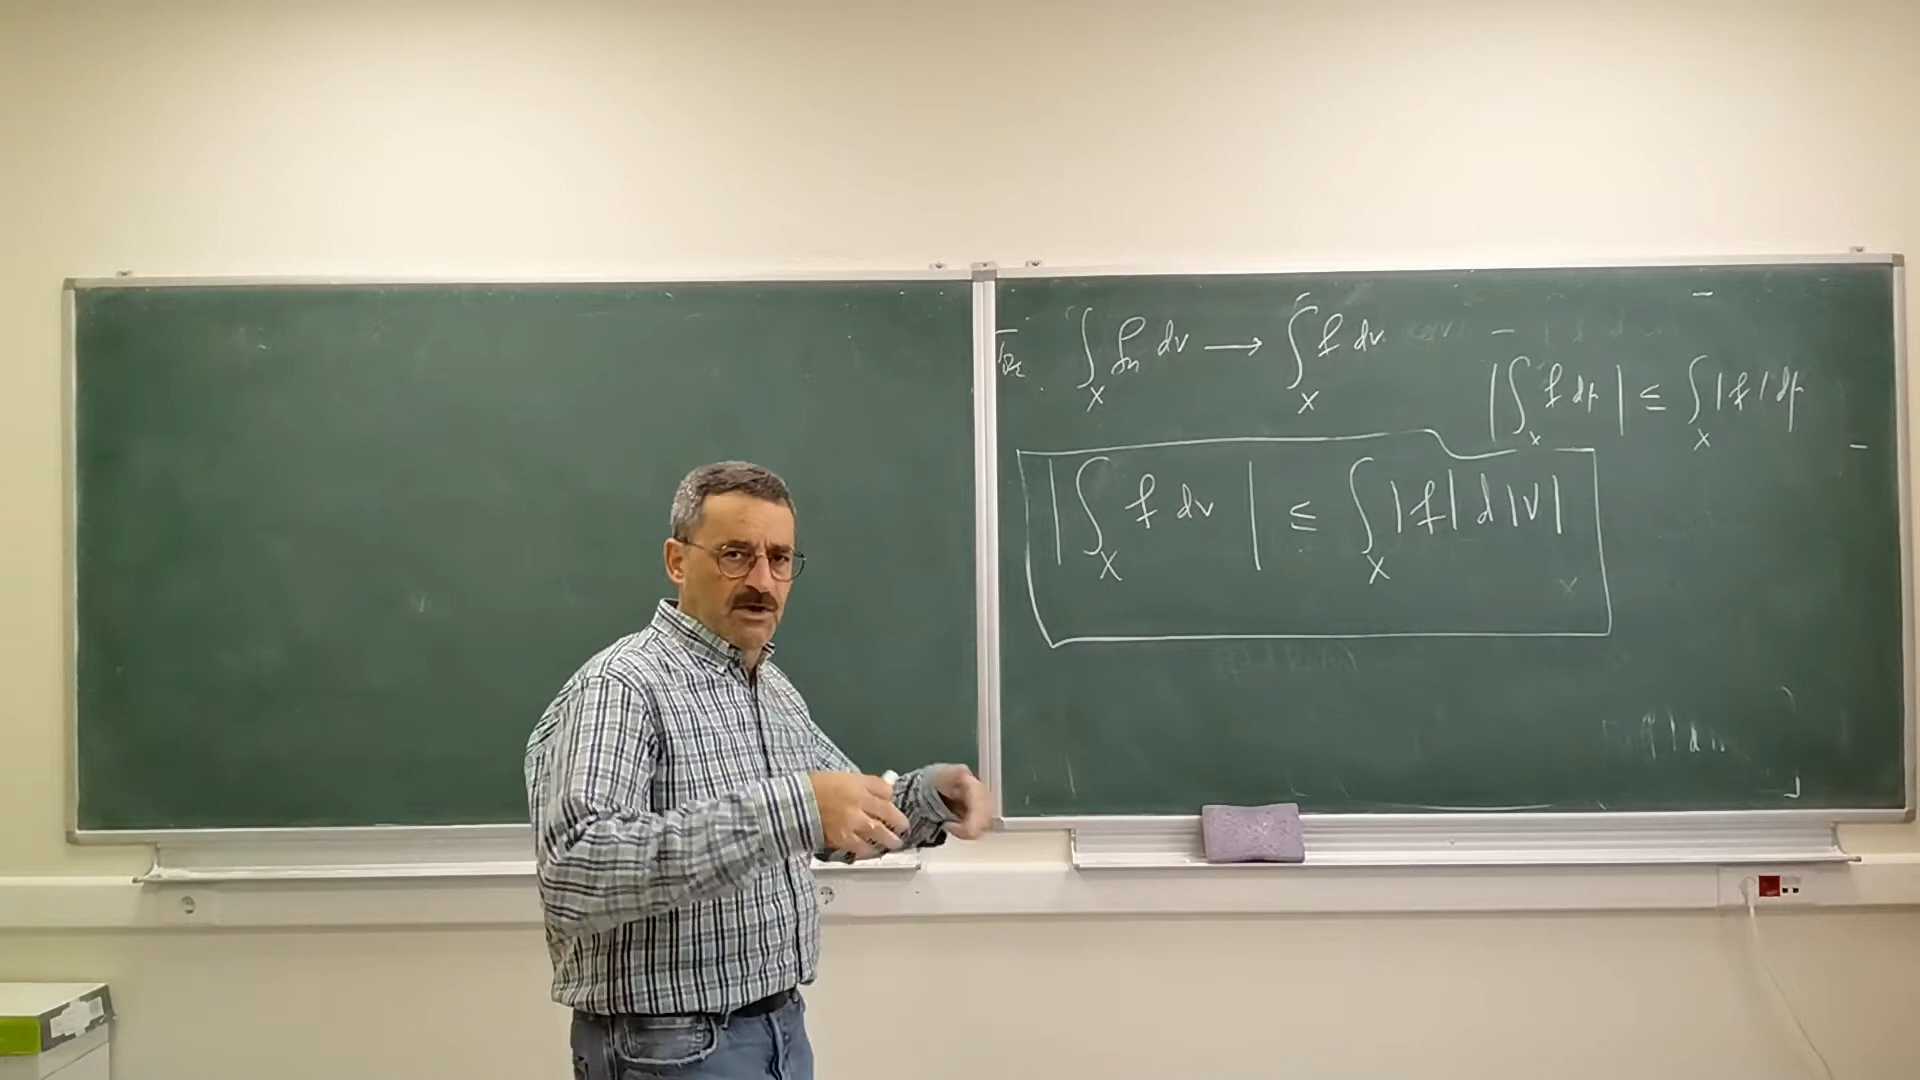 ∫_X f_n dν → ∫_X f dν
|∫_X f dμ| ≤ ∫_X |f| dμ
|∫_X f dν| ≤ ∫_X |f| d|ν|